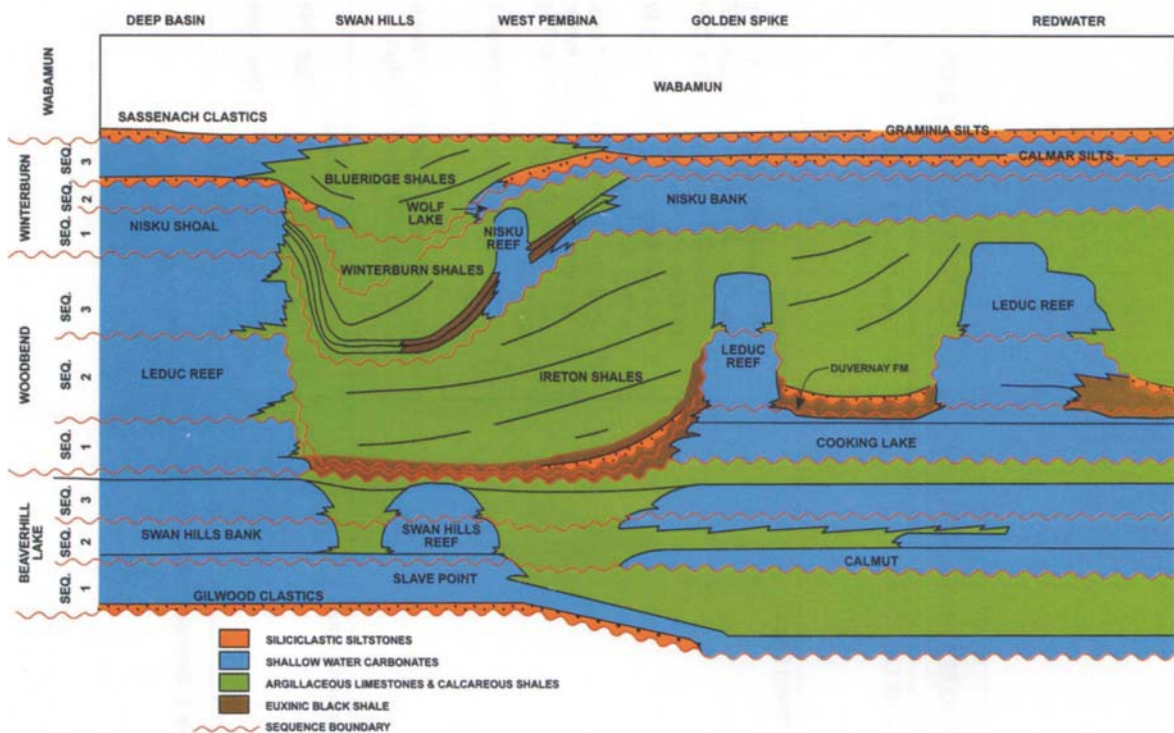 DEEP BASIN SWAN HILLS WEST PEMBINA GOLDEN SPIKE REDWATER
WABAMUN
WABAMUN
SASSENACH CLASTICS
GRAMINIA SILTS
CALMAR SILTS
WINTERBURN
SEQ. 3
SEQ. 2
SEQ. 1
BLUERIDGE SHALES
WOLF
LAKE
NISKU BANK
NISKU SHOAL
NISKU
REEF
WINTERBURN SHALES
WOODBEND
SEQ. 3
SEQ. 2
SEQ. 1
LEDUC REEF
LEDUC REEF
LEDUC
REEF
IRETON SHALES
DUVERNAY FM
COOKING LAKE
BEAVERHILL
LAKE
SEQ. 3
SEQ. 2
SEQ. 1
SWAN HILLS BANK
SWAN HILLS
REEF
SLAVE POINT
CALMUT
GILWOOD CLASTICS
SILICICLASTIC SILTSTONES
SHALLOW WATER CARBONATES
ARGILLACEOUS LIMESTONES & CALCAREOUS SHALES
EUXINIC BLACK SHALE
SEQUENCE BOUNDARY